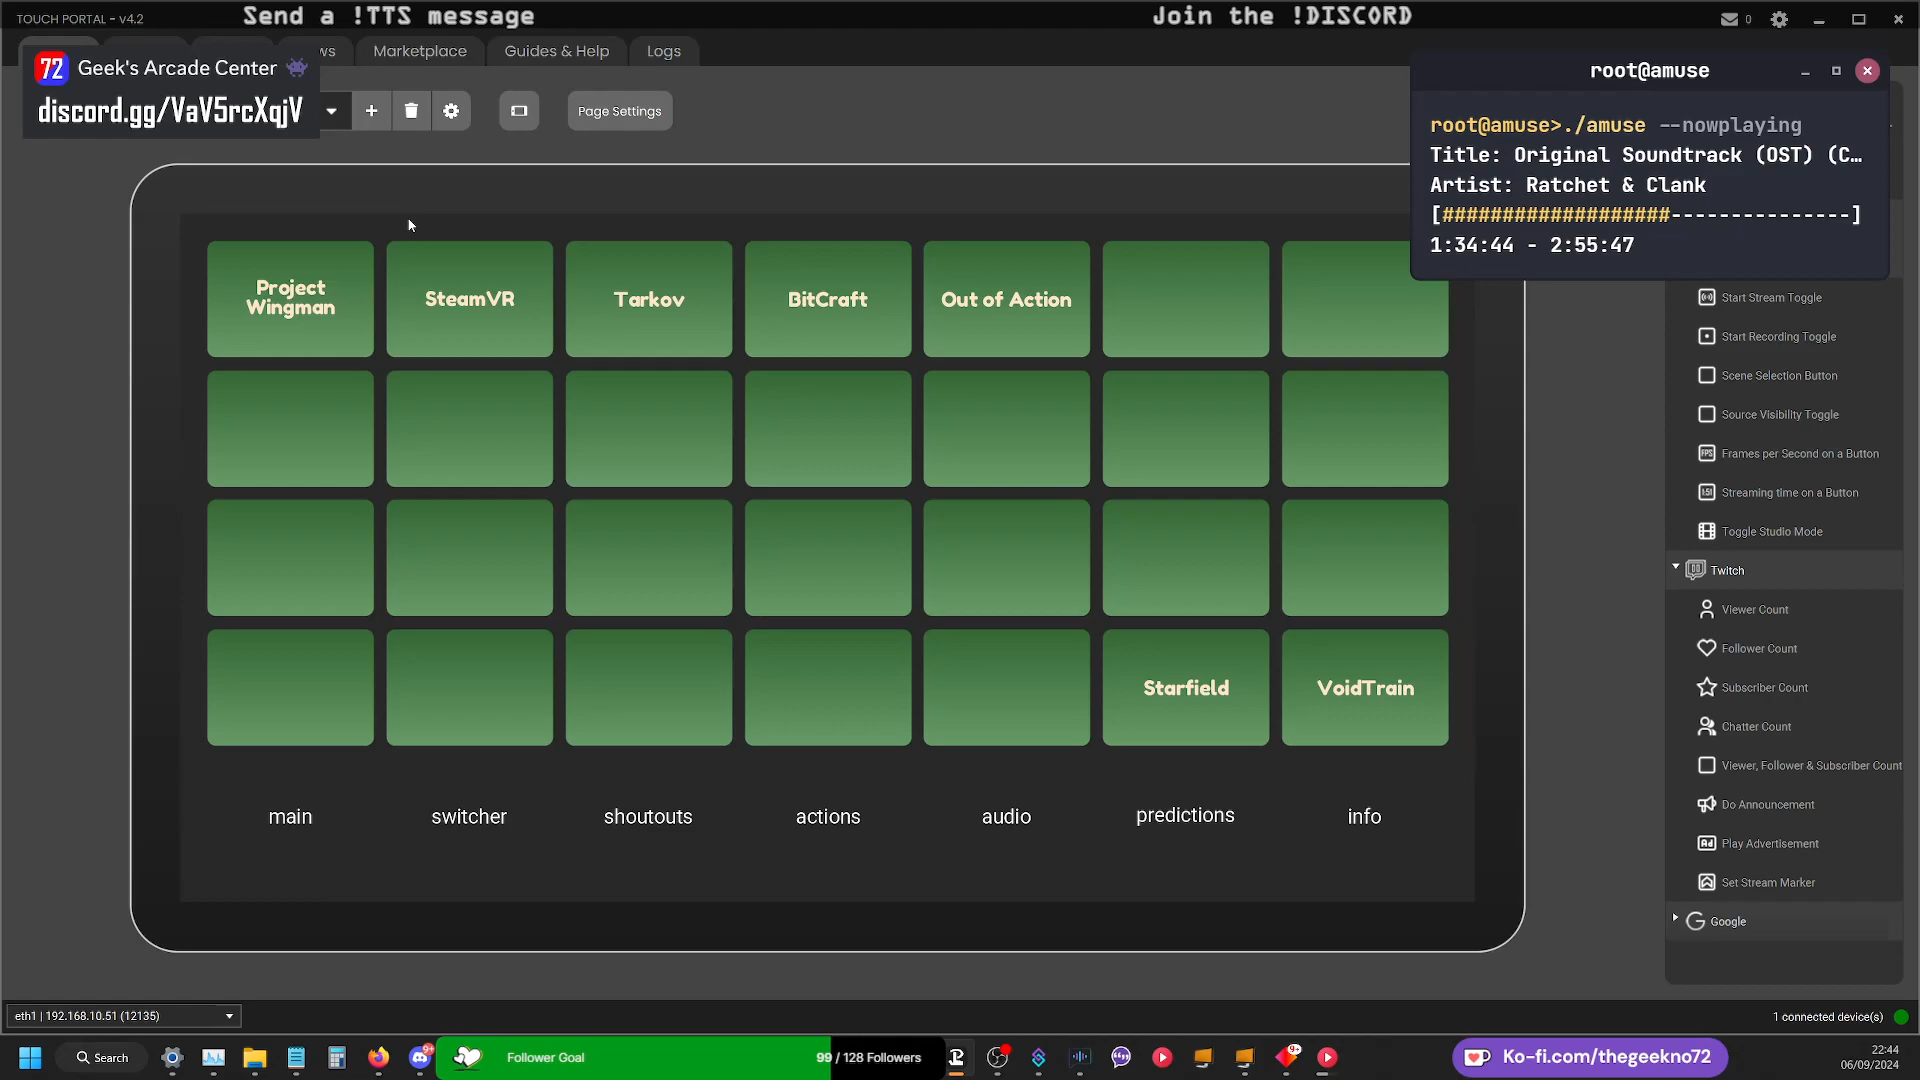 TOUCH PORTAL - v4.2
Send a !TTS message
Join the !DISCORD
0
ws
Marketplace
Guides & Help
Logs
72
Geek's Arcade Center
discord.gg/VaV5rcXqjV
Page Settings
root@amuse
root@amuse>./amuse --nowplaying
Title: Original Soundtrack (OST) (C…
Artist: Ratchet & Clank
[###################---------------]
1:34:44 - 2:55:47
Project
Wingman
SteamVR
Tarkov
BitCraft
Out of Action
Starfield
VoidTrain
main
switcher
shoutouts
actions
audio
predictions
info
Start Stream Toggle
Start Recording Toggle
Scene Selection Button
Source Visibility Toggle
FPS
Frames per Second on a Button
Streaming time on a Button
Toggle Studio Mode
Twitch
Viewer Count
Follower Count
Subscriber Count
Chatter Count
Viewer, Follower & Subscriber Count
Do Announcement
Ad
Play Advertisement
Set Stream Marker
Google
eth1 | 192.168.10.51 (12135)
1 connected device(s)
Search
9+
Follower Goal
99 / 128 Followers
9+
Ko-fi.com/thegeekno72
22:44
06/09/2024